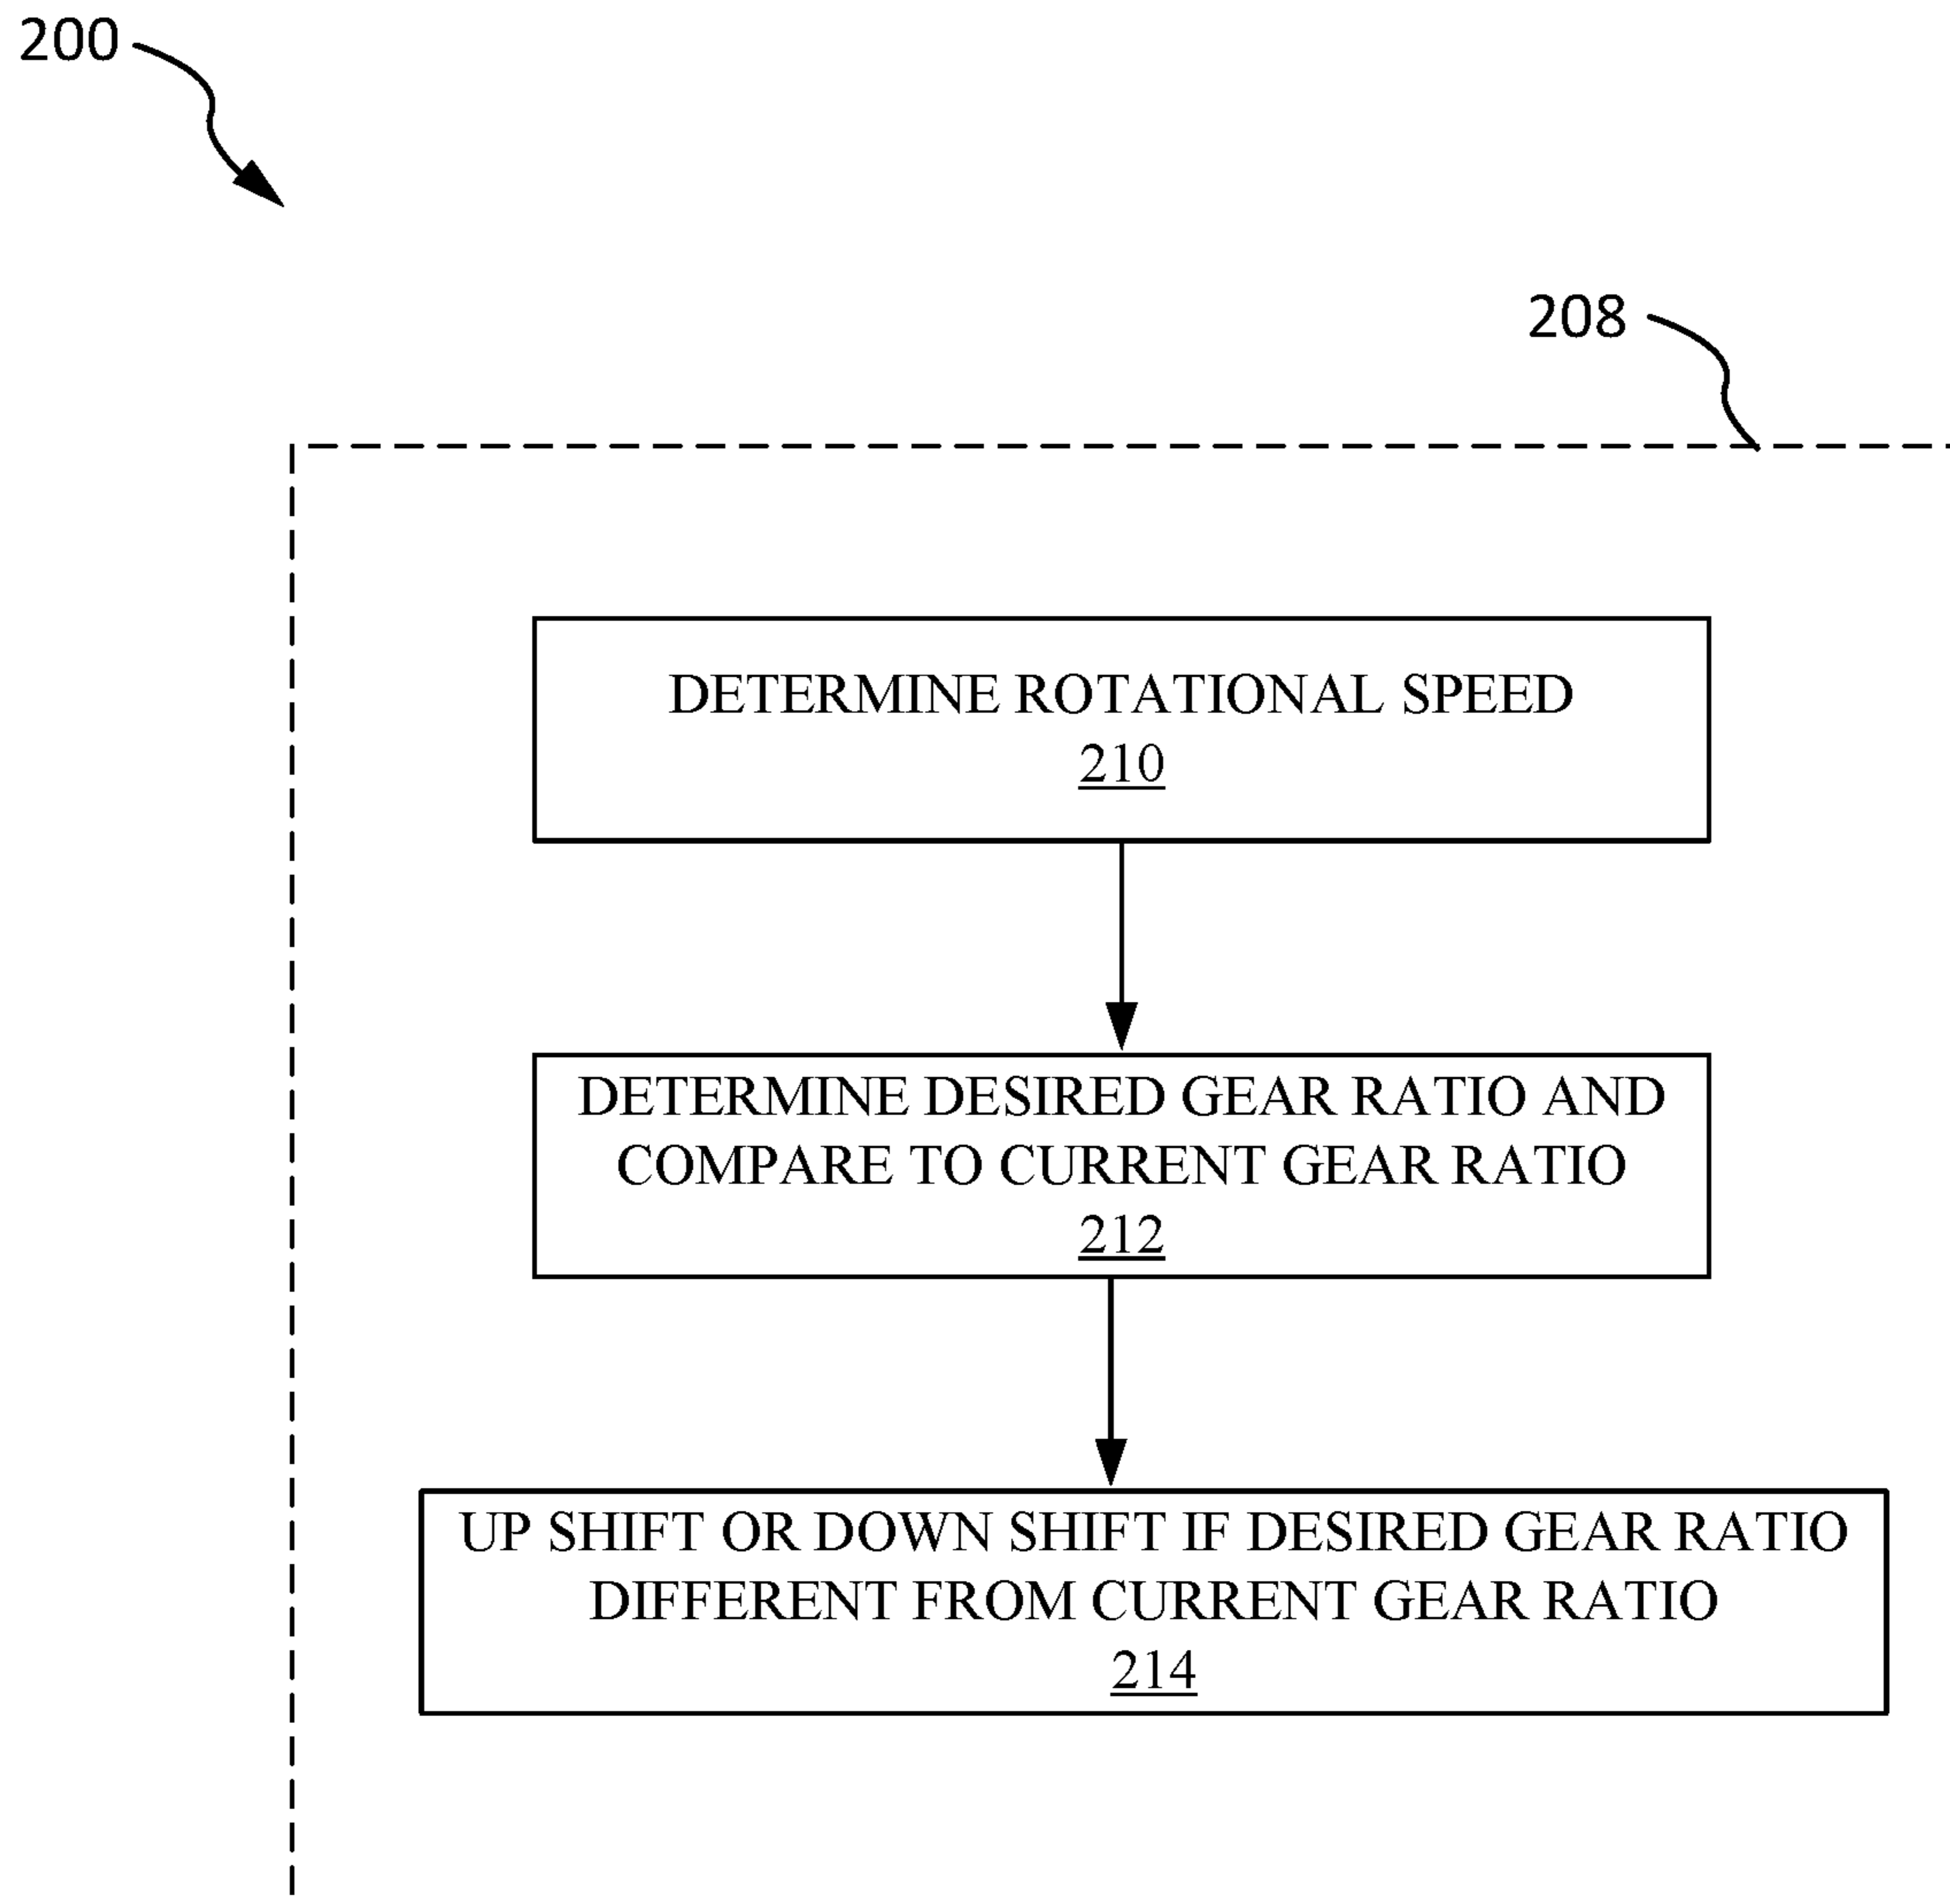 200
208
DETERMINE ROTATIONAL SPEED
210
DETERMINE DESIRED GEAR RATIO AND
COMPARE TO CURRENT GEAR RATIO
212
UP SHIFT OR DOWN SHIFT IF DESIRED GEAR RATIO
DIFFERENT FROM CURRENT GEAR RATIO
214